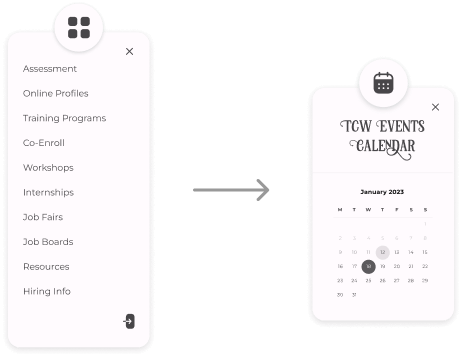 Assessment
Online Profiles
Training Programs
Co-Enroll
Workshops
Internships
Job Fairs
Job Boards
Resources
Hiring Info
TCW Events
Calendar
January 2023
M T W T F S S
1
2 3 4 5 6 7 8
9 10 11 12 13 14 15
16 17 18 19 20 21 22
23 24 25 26 27 28 29
30 31